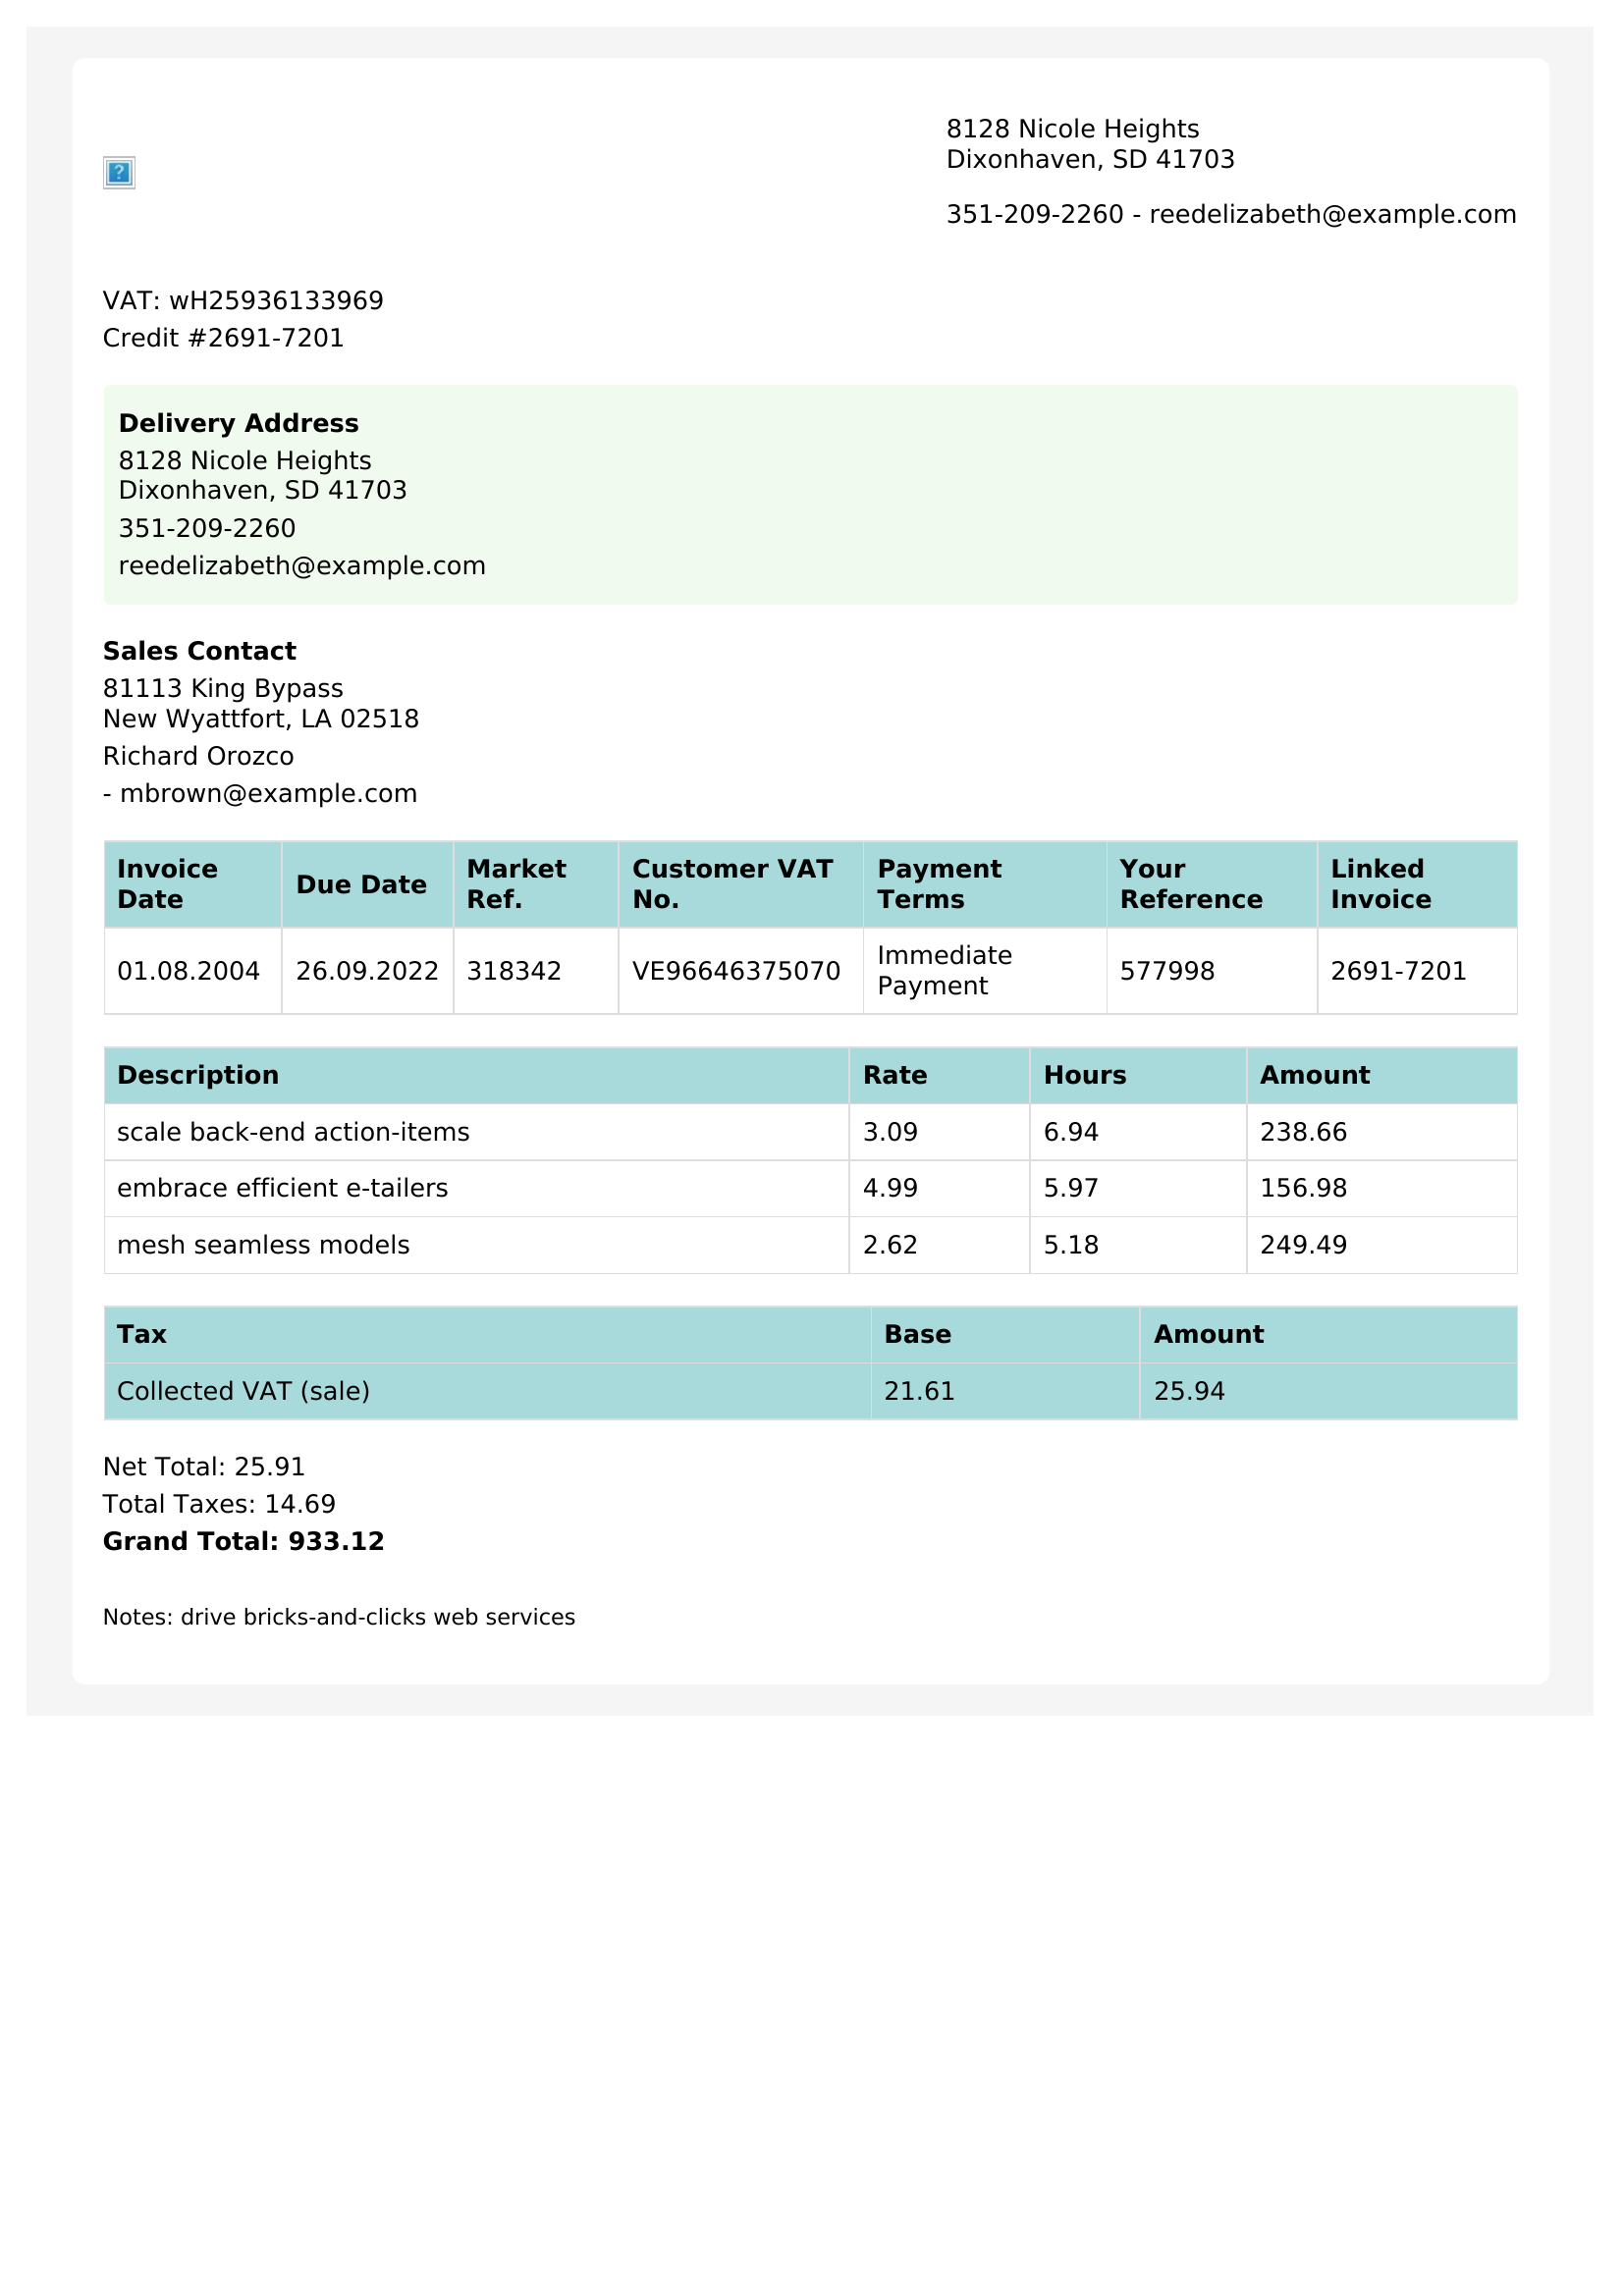 8128 Nicole Heights
Dixonhaven, SD 41703
351-209-2260 - reedelizabeth@example.com
VAT: wH25936133969
Credit #2691-7201
Delivery Address
8128 Nicole Heights
Dixonhaven, SD 41703
351-209-2260
reedelizabeth@example.com
Sales Contact
81113 King Bypass
New Wyattfort, LA 02518
Richard Orozco
- mbrown@example.com
Invoice Date Due Date Market Ref. Customer VAT No. Payment Terms Your Reference Linked Invoice
01.08.2004 26.09.2022 318342 VE96646375070 Immediate Payment 577998 2691-7201
Description Rate Hours Amount
scale back-end action-items 3.09 6.94 238.66
embrace efficient e-tailers 4.99 5.97 156.98
mesh seamless models 2.62 5.18 249.49
Tax Base Amount
Collected VAT (sale) 21.61 25.94
Net Total: 25.91
Total Taxes: 14.69
Grand Total: 933.12
Notes: drive bricks-and-clicks web services